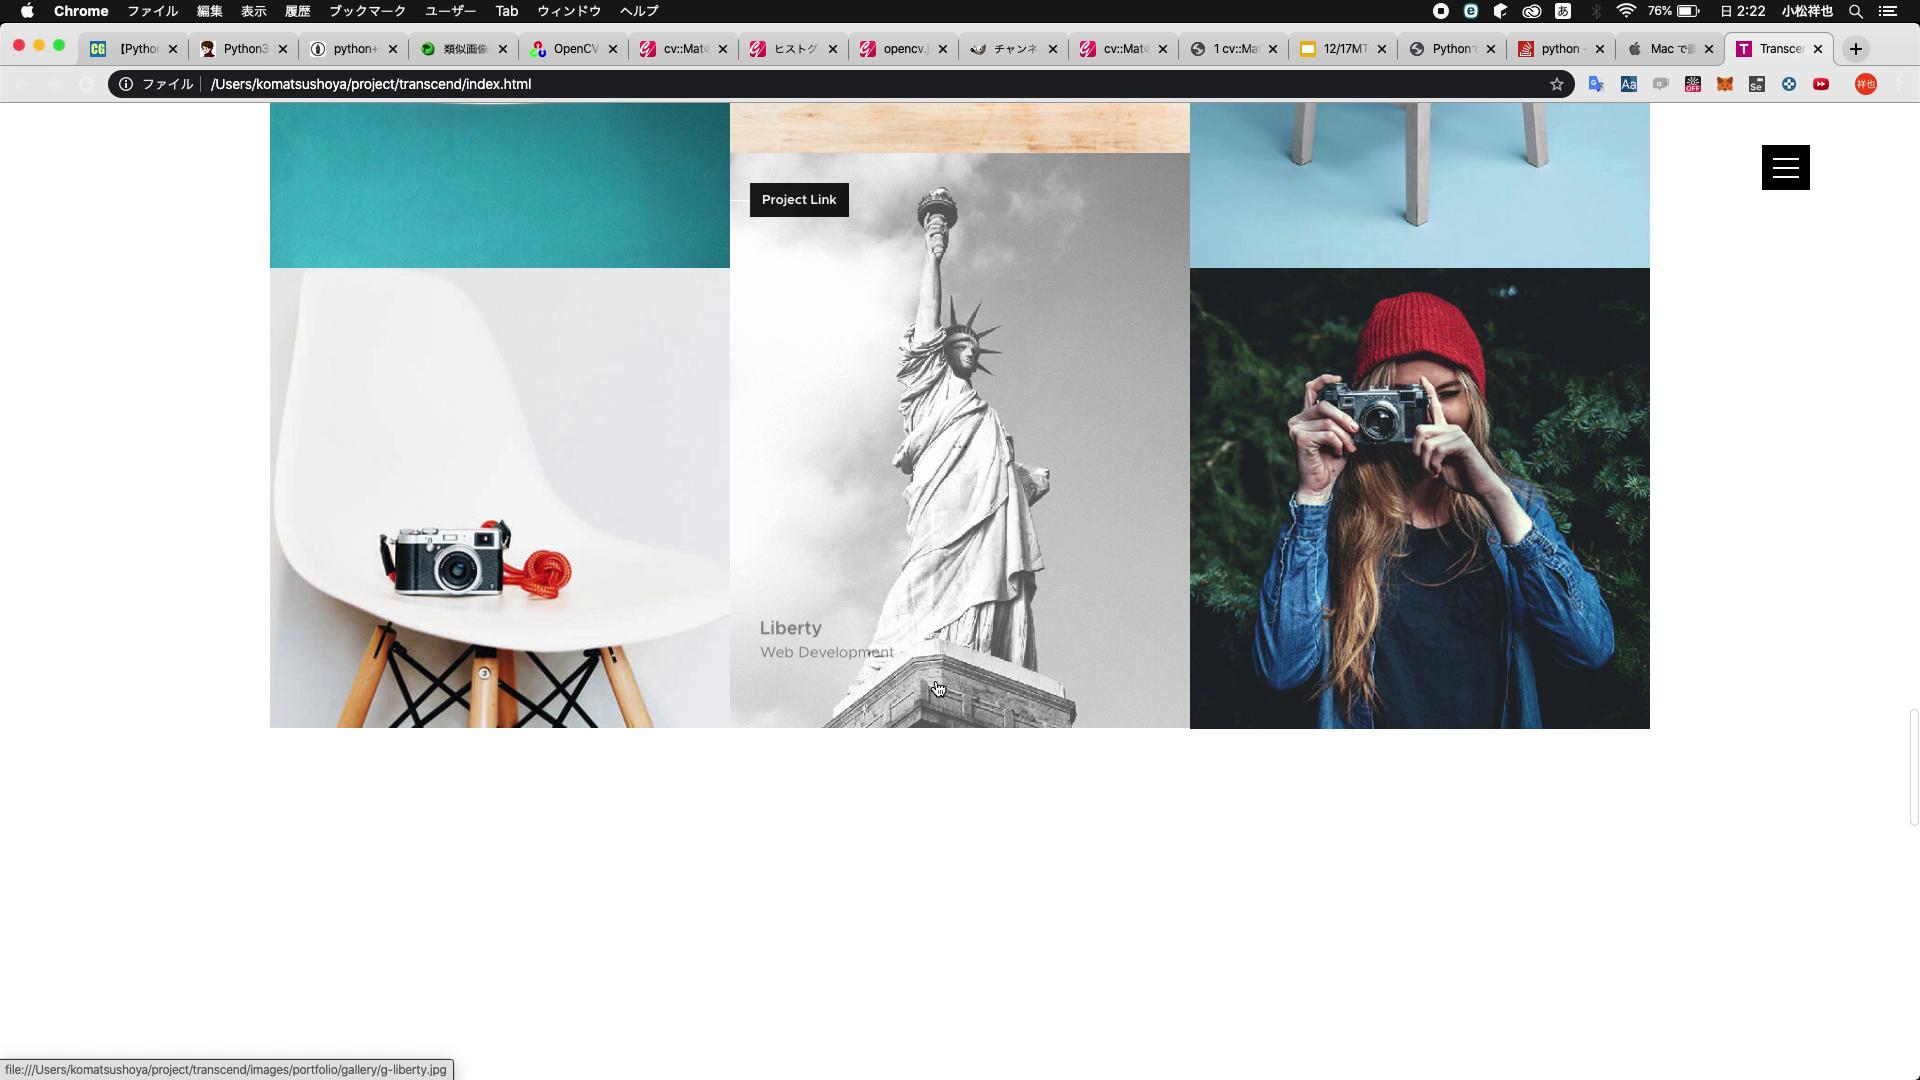 Chrome ファイル 編集 表示 履歴 ブックマーク ユーザー Tab ウィンドウ ヘルプ 76% 日 2:22 小松祥也
【Pytho Python3 python+ 類似画像 OpenCV cv::Mat ヒストグ opencv.j チャンネ cv::Mat 1 cv::Ma 12/17MT Python python - Mac で Transcen
ファイル /Users/komatsushoya/project/transcend/index.html 祥也
Project Link
Liberty
Web Development
file:///Users/komatsushoya/project/transcend/images/portfolio/gallery/g-liberty.jpg